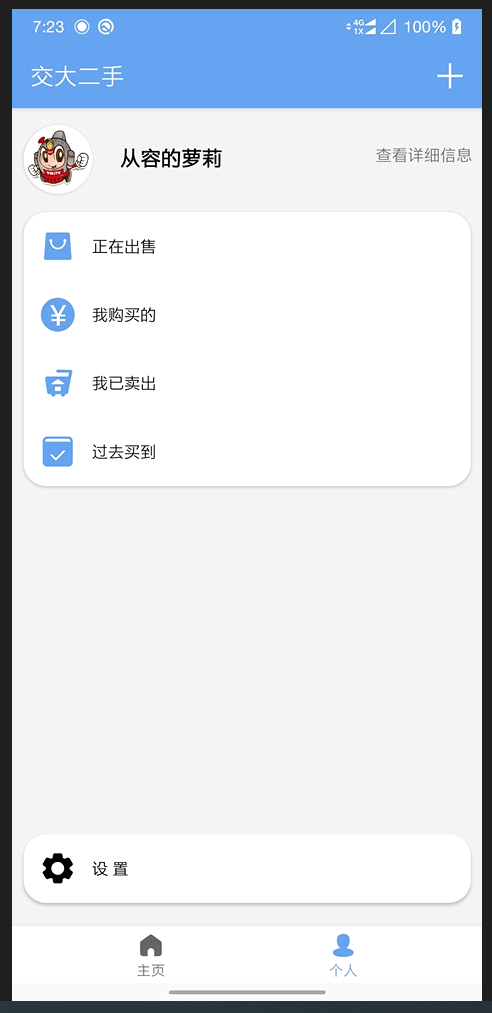 7:23 4G 1X 100%
交大二手
从容的萝莉 查看详细信息
正在出售
我购买的
我已卖出
过去买到
设 置
主页 个人